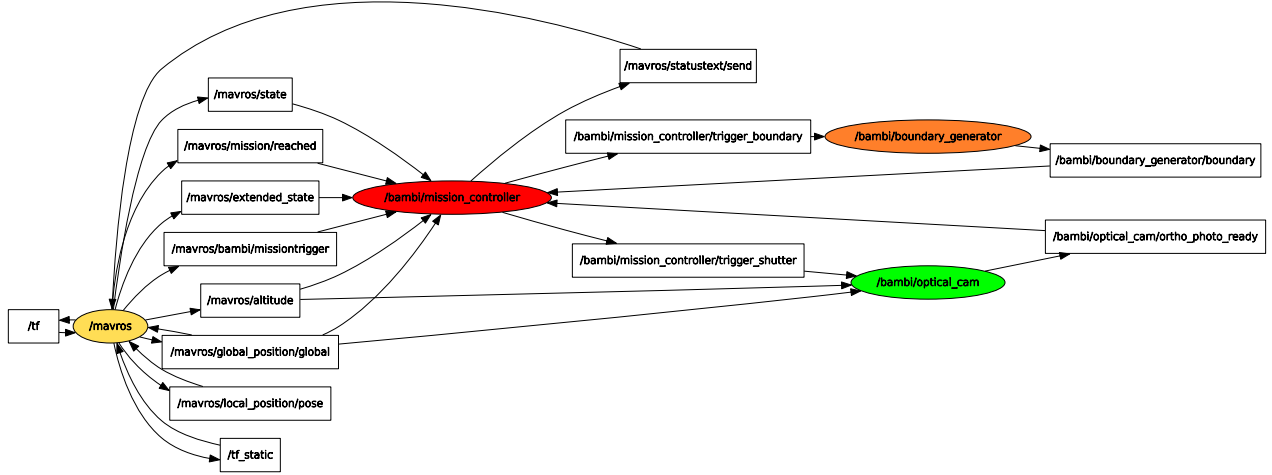 /mavros/statustext/send
/mavros/state
/bambi/mission_controller/trigger_boundary
/bambi/boundary_generator
/mavros/mission/reached
/bambi/boundary_generator/boundary
/mavros/extended_state
/bambi/mission_controller
/bambi/optical_cam/ortho_photo_ready
/mavros/bambi/missiontrigger
/bambi/mission_controller/trigger_shutter
/bambi/optical_cam
/mavros/altitude
/tf
/mavros
/mavros/global_position/global
/mavros/local_position/pose
/tf_static